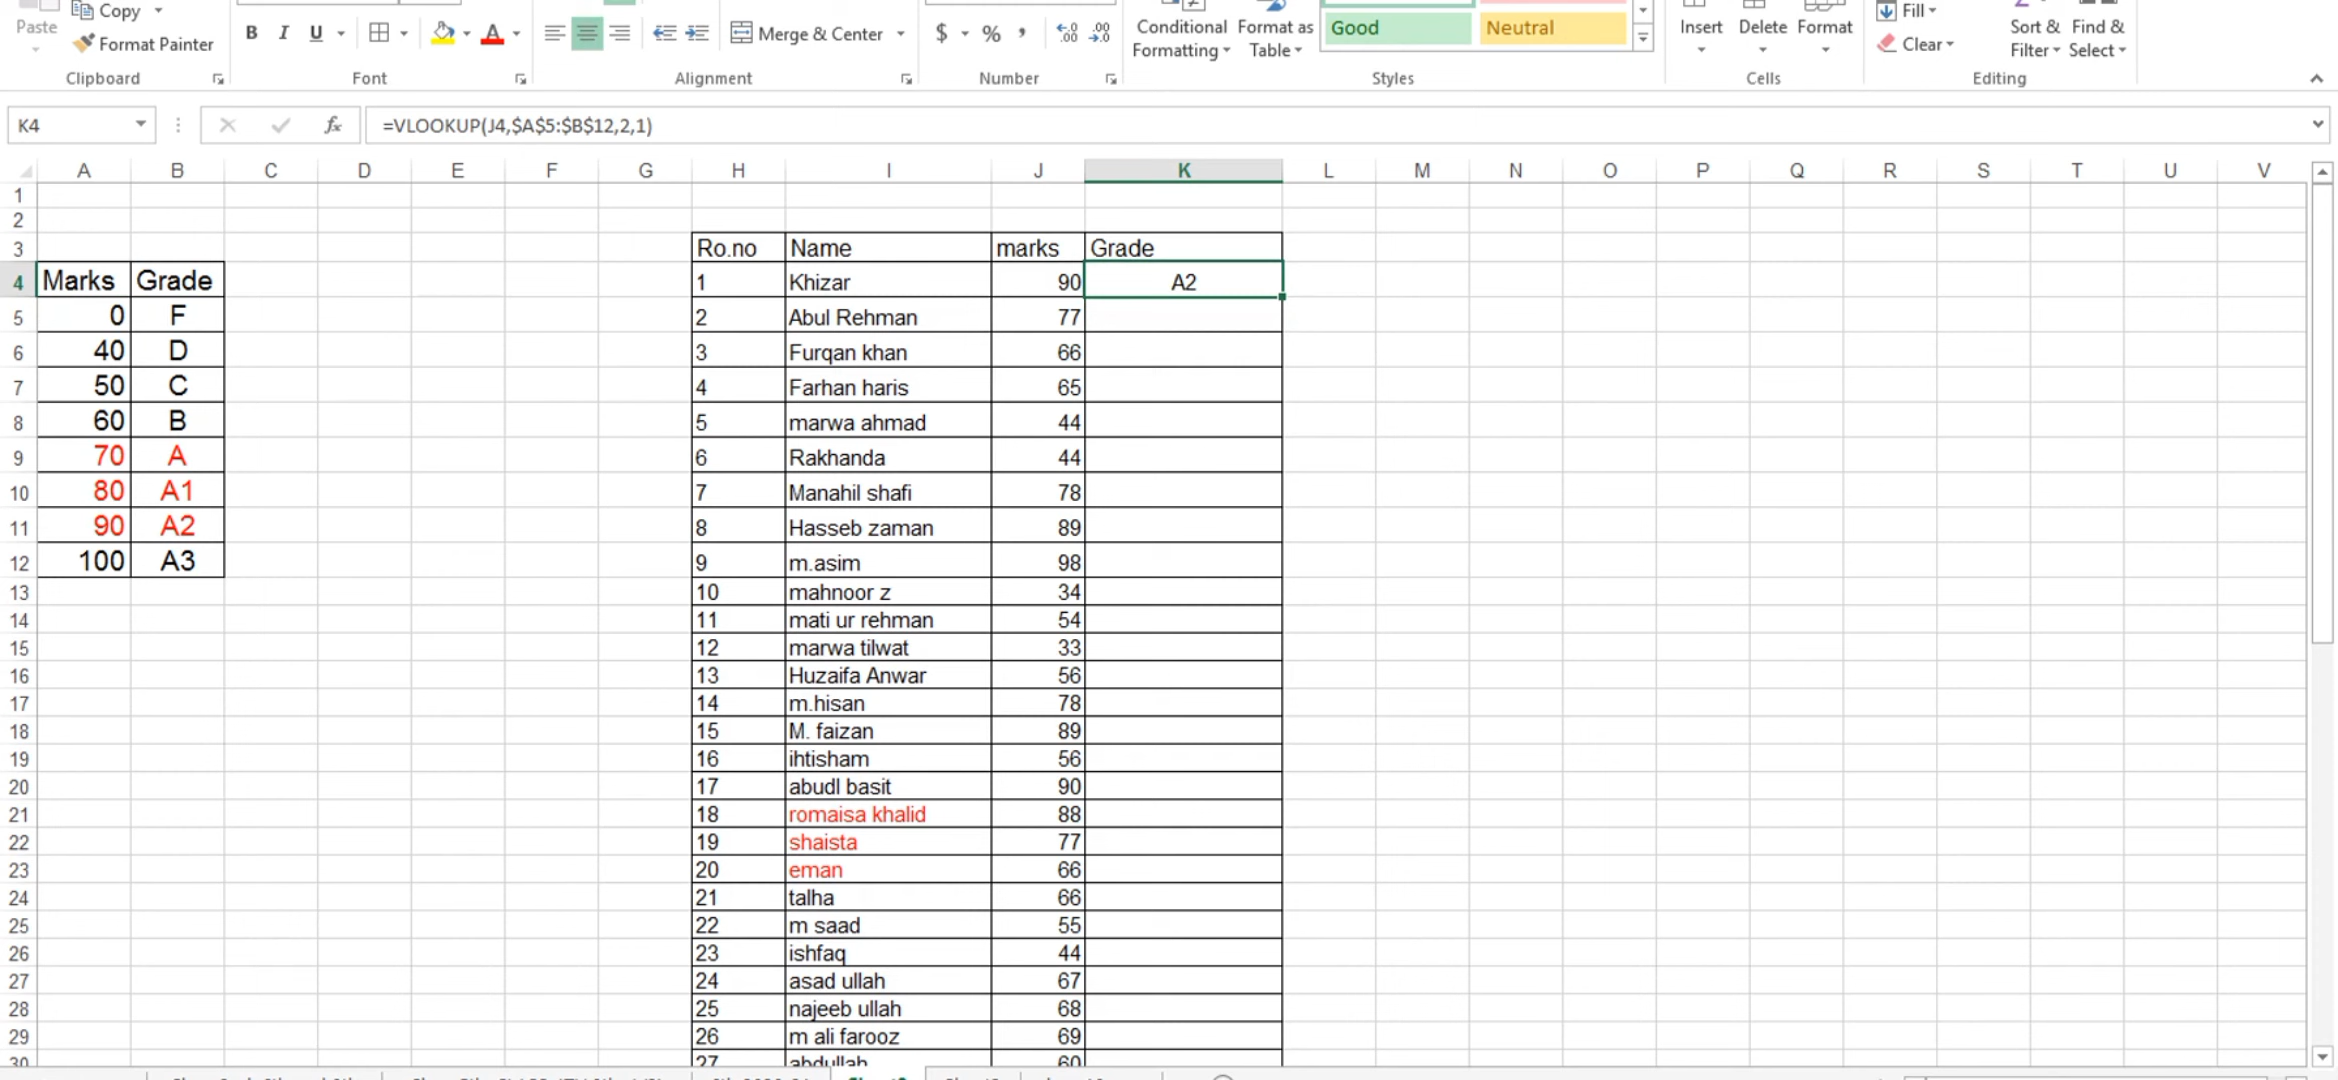 Paste Copy
Format Painter
B I U A Merge & Center $ % , Conditional Formatting Format as Table Good Neutral Insert Delete Format Fill Clear Sort & Filter Find & Select
Clipboard Font Alignment Number Styles Cells Editing
K4 fx =VLOOKUP(J4,$A$5:$B$12,2,1)
A B C D E F G H I J K L M N O P Q R S T U V
1
2
3 Ro.no Name marks Grade
4 Marks Grade 1 Khizar 90 A2
5 0 F 2 Abul Rehman 77
6 40 D 3 Furqan khan 66
7 50 C 4 Farhan haris 65
8 60 B 5 marwa ahmad 44
9 70 A 6 Rakhanda 44
10 80 A1 7 Manahil shafi 78
11 90 A2 8 Hasseb zaman 89
12 100 A3 9 m.asim 98
13 10 mahnoor z 34
14 11 mati ur rehman 54
15 12 marwa tilwat 33
16 13 Huzaifa Anwar 56
17 14 m.hisan 78
18 15 M. faizan 89
19 16 ihtisham 56
20 17 abudl basit 90
21 18 romaisa khalid 88
22 19 shaista 77
23 20 eman 66
24 21 talha 66
25 22 m saad 55
26 23 ishfaq 44
27 24 asad ullah 67
28 25 najeeb ullah 68
29 26 m ali farooz 69
30 27 abdullah 60